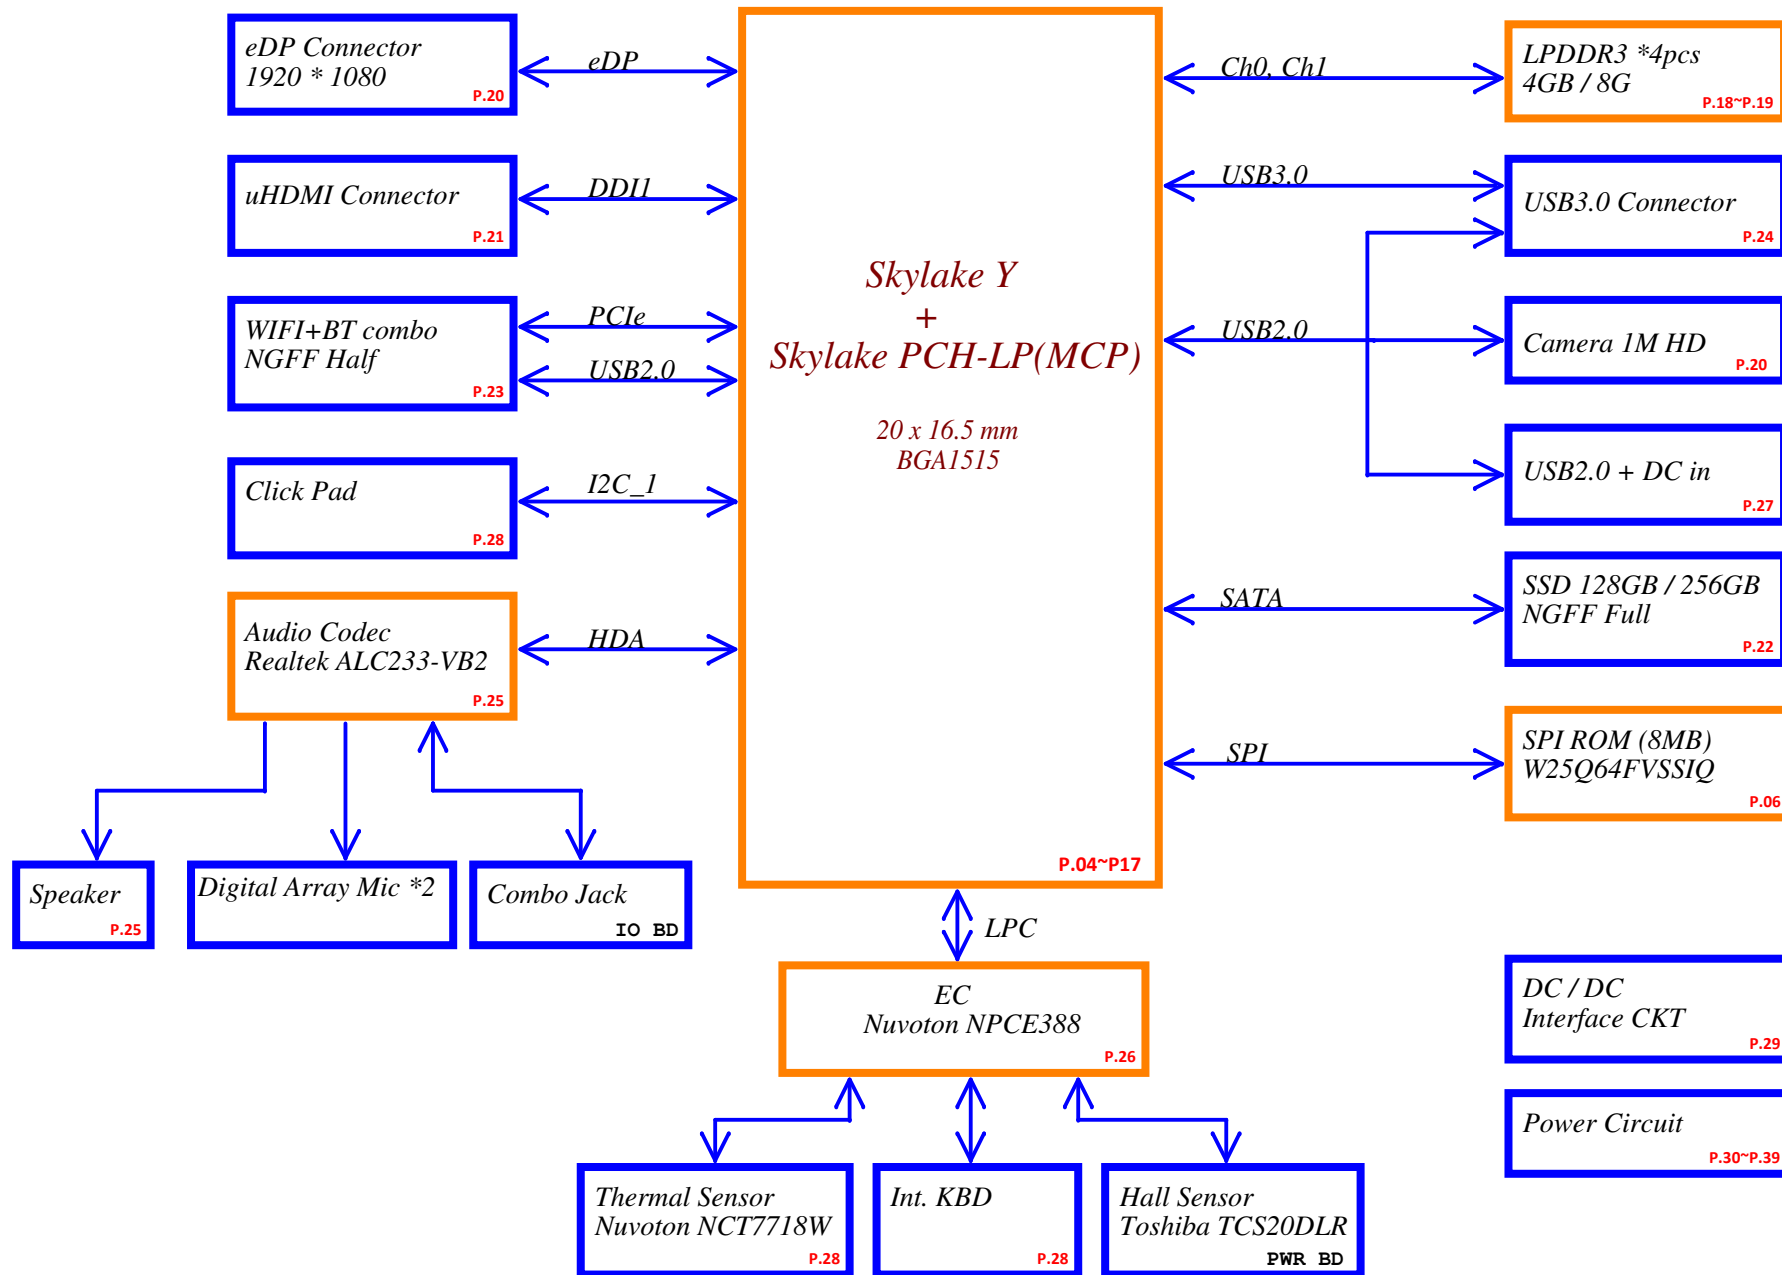 eDP Connector
1920 * 1080
P.20
eDP
uHDMI Connector
P.21
DDI1
WIFI+BT combo
NGFF Half
P.23
PCIe
USB2.0
Click Pad
P.28
I2C_1
Audio Codec
Realtek ALC233-VB2
P.25
HDA
Speaker
P.25
Digital Array Mic *2
Combo Jack
IO BD
Skylake Y
+
Skylake PCH-LP(MCP)
20 x 16.5 mm
BGA1515
P.04~P17
LPC
EC
Nuvoton NPCE388
P.26
Thermal Sensor
Nuvoton NCT7718W
P.28
Int. KBD
P.28
Hall Sensor
Toshiba TCS20DLR
PWR BD
Ch0, Ch1
LPDDR3 *4pcs
4GB / 8G
P.18~P.19
USB3.0
USB3.0 Connector
P.24
USB2.0
Camera 1M HD
P.20
USB2.0 + DC in
P.27
SATA
SSD 128GB / 256GB
NGFF Full
P.22
SPI
SPI ROM (8MB)
W25Q64FVSSIQ
P.06
DC / DC
Interface CKT
P.29
Power Circuit
P.30~P.39